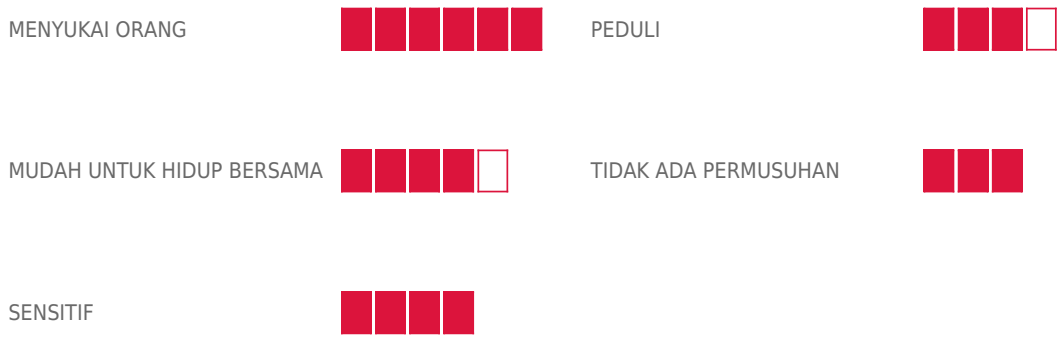 MENYUKAI ORANG
PEDULI
MUDAH UNTUK HIDUP BERSAMA
TIDAK ADA PERMUSUHAN
SENSITIF